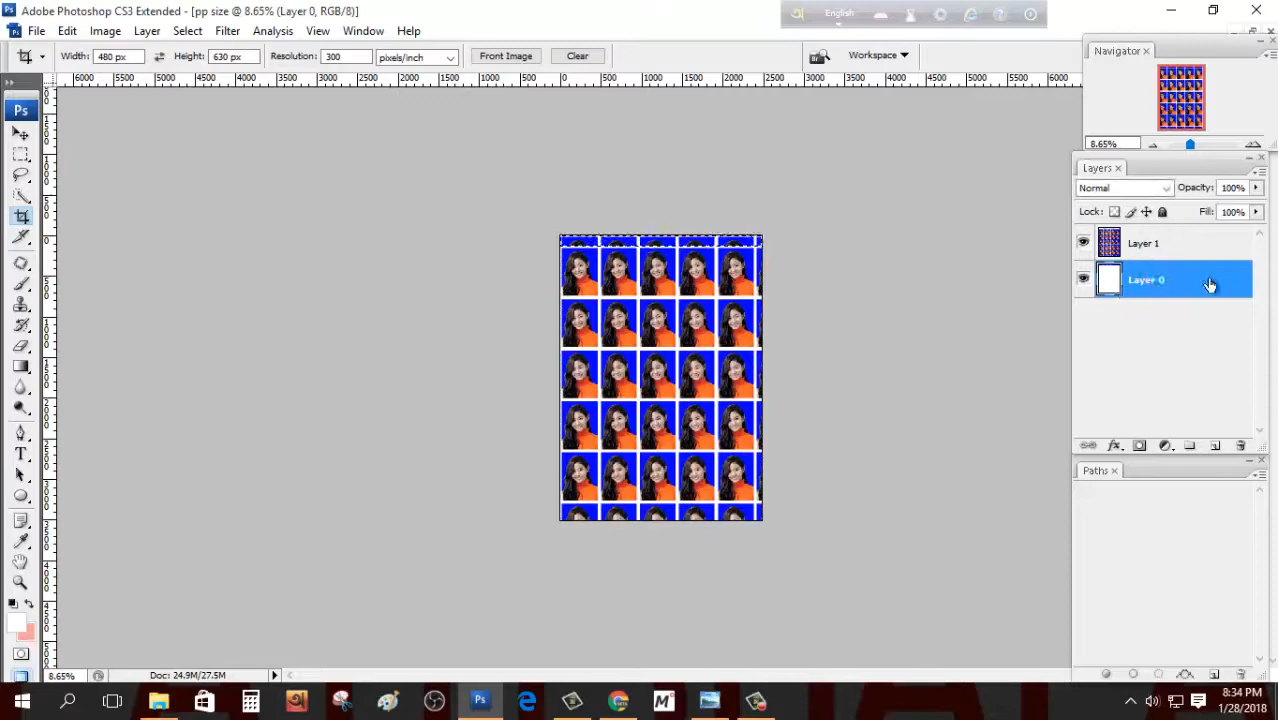 Adobe Photoshop CS3 Extended - [pp size @ 8.65% (Layer 0, RGB/8)]
English
File Edit Image Layer Select Filter Analysis View Window Help
Width: 480 px Height: 630 px Resolution: 300 pixels/inch Front Image Clear Workspace
Navigator
6000 5500 5000 4500 4000 3500 3000 2500 2000 1500 1000 500 0 500 1000 1500 2000 2500 3000 3500 4000 4500 5000 5500 6000
8.65%
Layers
Normal Opacity: 100%
Lock: Fill: 100%
Layer 1
Layer 0
Paths
Ps
T
8.65% Doc: 24.9M/27.5M
Ps
M
8:34 PM
1/28/2018